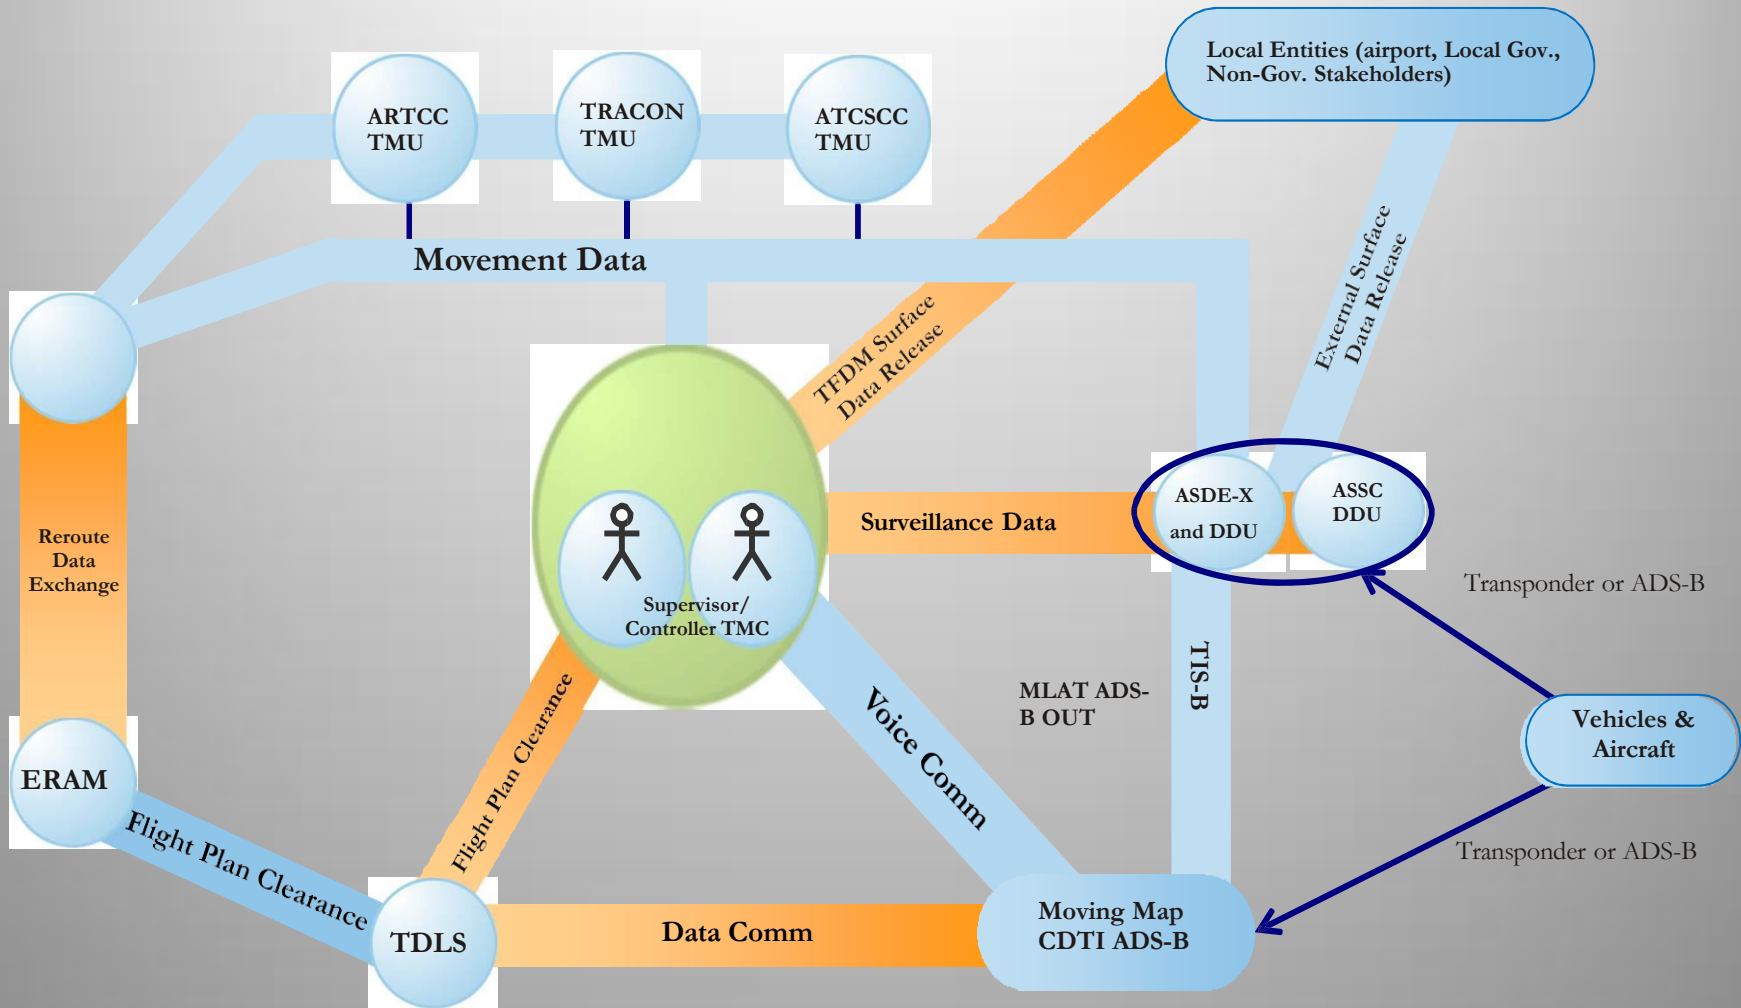 Local Entities (airport, Local Gov.,
Non-Gov. Stakeholders)
ARTCC
TMU
TRACON
TMU
ATCSCC
TMU
Movement Data
External Surface
Data Release
TFDM Surface
Data Release
ASDE-X
and DDU
ASSC
DDU
Surveillance Data
Reroute
Data
Exchange
Transponder or ADS-B
Supervisor/
Controller TMC
TIS-B
MLAT ADS-
B OUT
Vehicles &
Aircraft
Voice Comm
Flight Plan Clearance
ERAM
Flight Plan Clearance
Transponder or ADS-B
TDLS
Data Comm
Moving Map
CDTI ADS-B